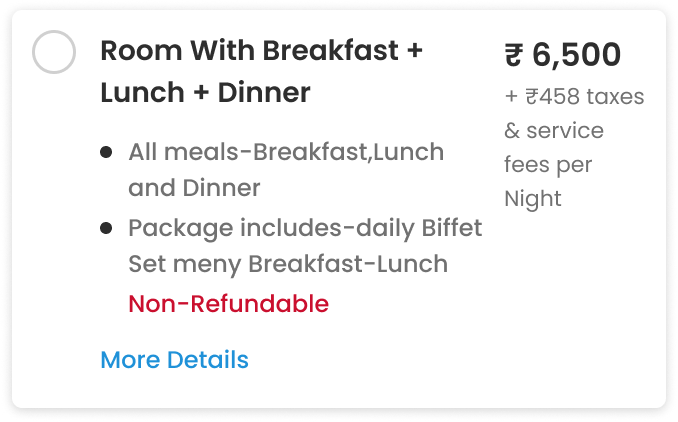 Room With Breakfast +
Lunch + Dinner
₹ 6,500
+ ₹458 taxes
& service
fees per
Night
All meals-Breakfast,Lunch
and Dinner
Package includes-daily Biffet
Set meny Breakfast-Lunch
Non-Refundable
More Details